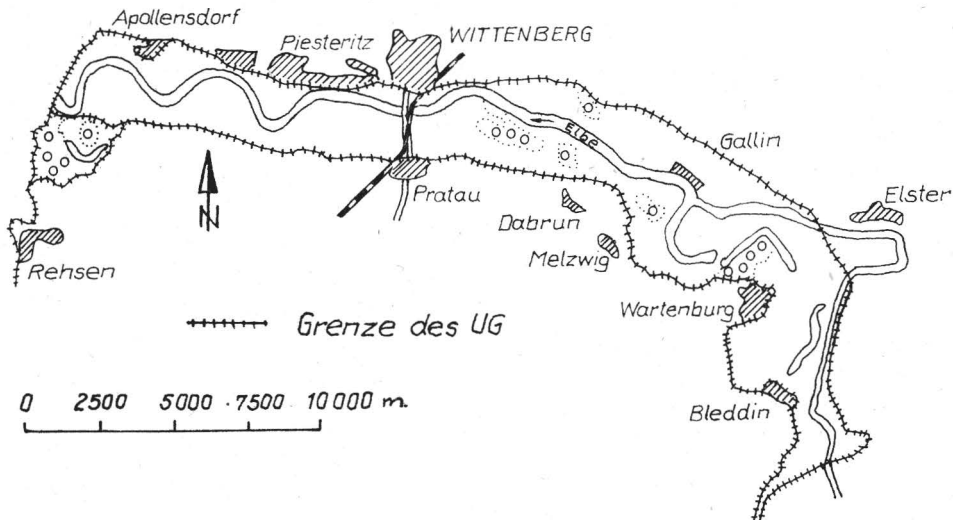 Apollensdorf
Piesteritz
WITTENBERG
Elbe
Gallin
Elster
Pratau
Dabrun
Melzwig
N
Rehsen
Wartenburg
Grenze des UG
0 2500 5000 · 7500 10 000 m.
Bleddin